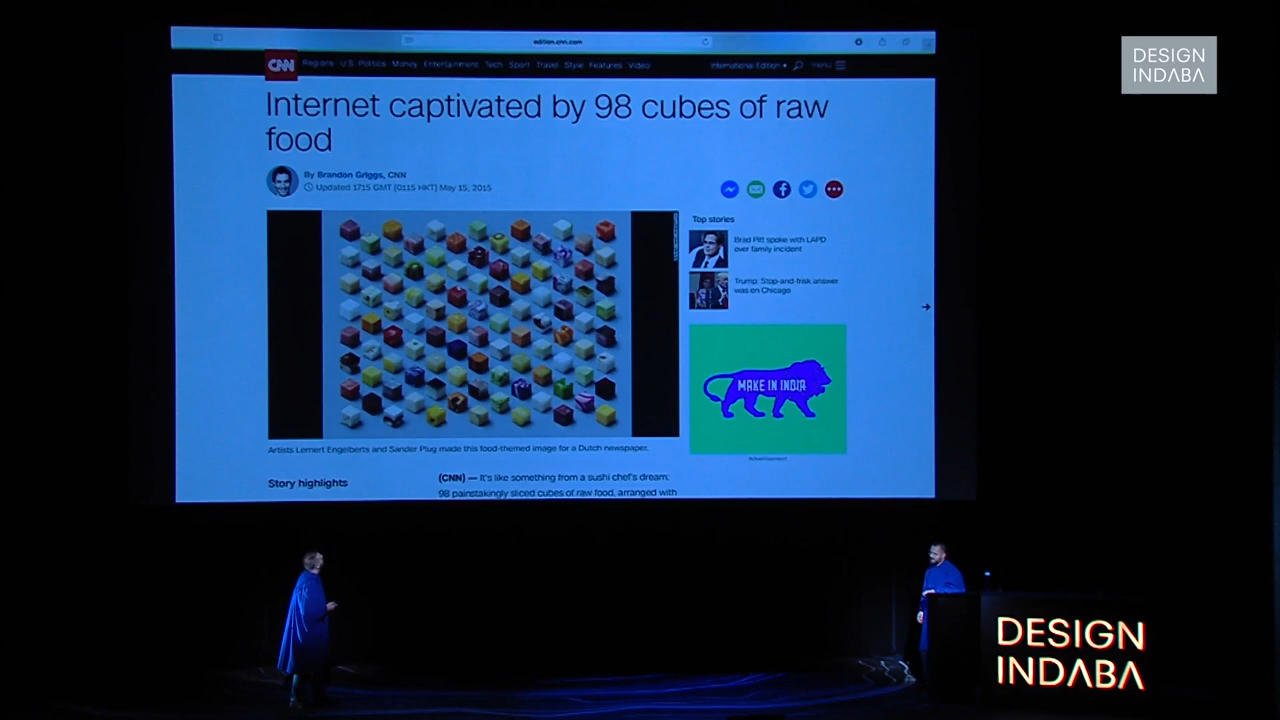 DESIGN
INDABA
edition.cnn.com
CNN
Regions U.S. Politics Money Entertainment Tech Sport Travel Style Features Video
International Edition
menu
Internet captivated by 98 cubes of raw
food
By Brandon Griggs, CNN
Updated 1715 GMT (0115 HKT) May 15, 2015
Top stories
Brad Pitt spoke with LAPD
over family incident
Trump: Stop-and-frisk answer
was on Chicago
MAKE IN INDIA
Advertisement
Artists Lernert Engelberts and Sander Plug made this food-themed image for a Dutch newspaper.
Story highlights
(CNN) — It's like something from a sushi chef's dream:
98 painstakingly sliced cubes of raw food, arranged with
DESIGN
INDABA